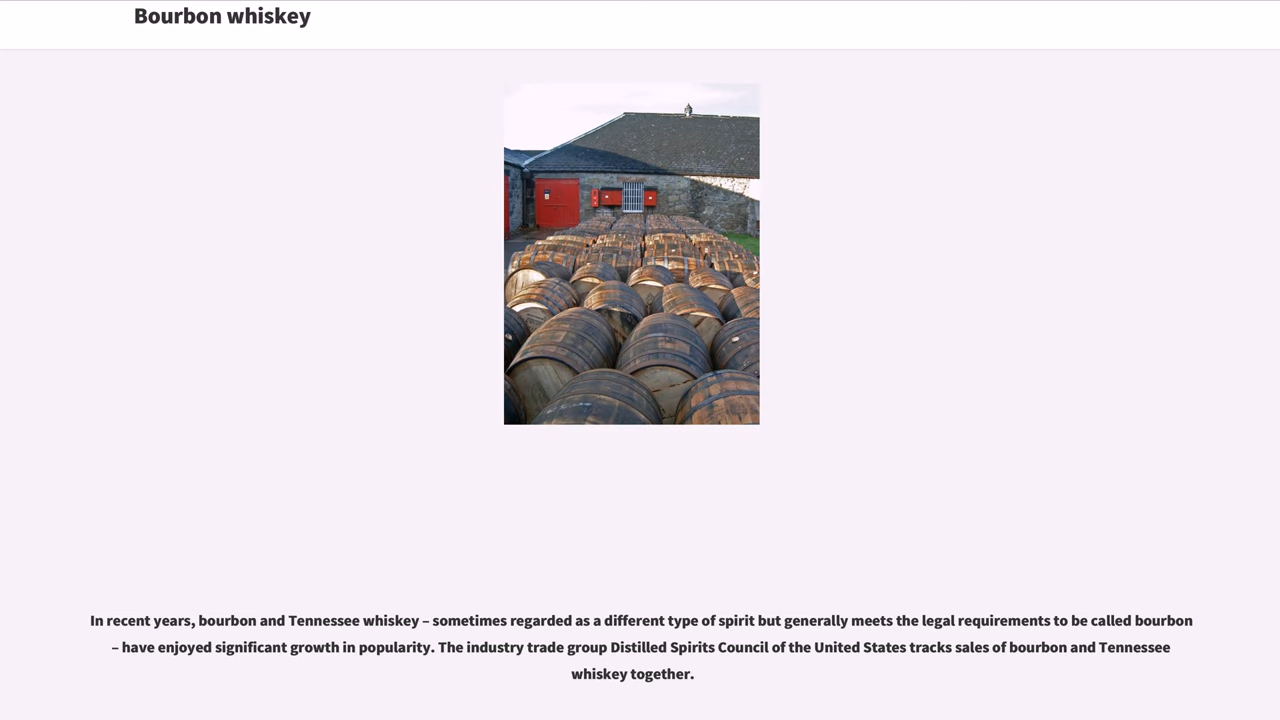 Bourbon whiskey
In recent years, bourbon and Tennessee whiskey – sometimes regarded as a different type of spirit but generally meets the legal requirements to be called bourbon
– have enjoyed significant growth in popularity. The industry trade group Distilled Spirits Council of the United States tracks sales of bourbon and Tennessee
whiskey together.